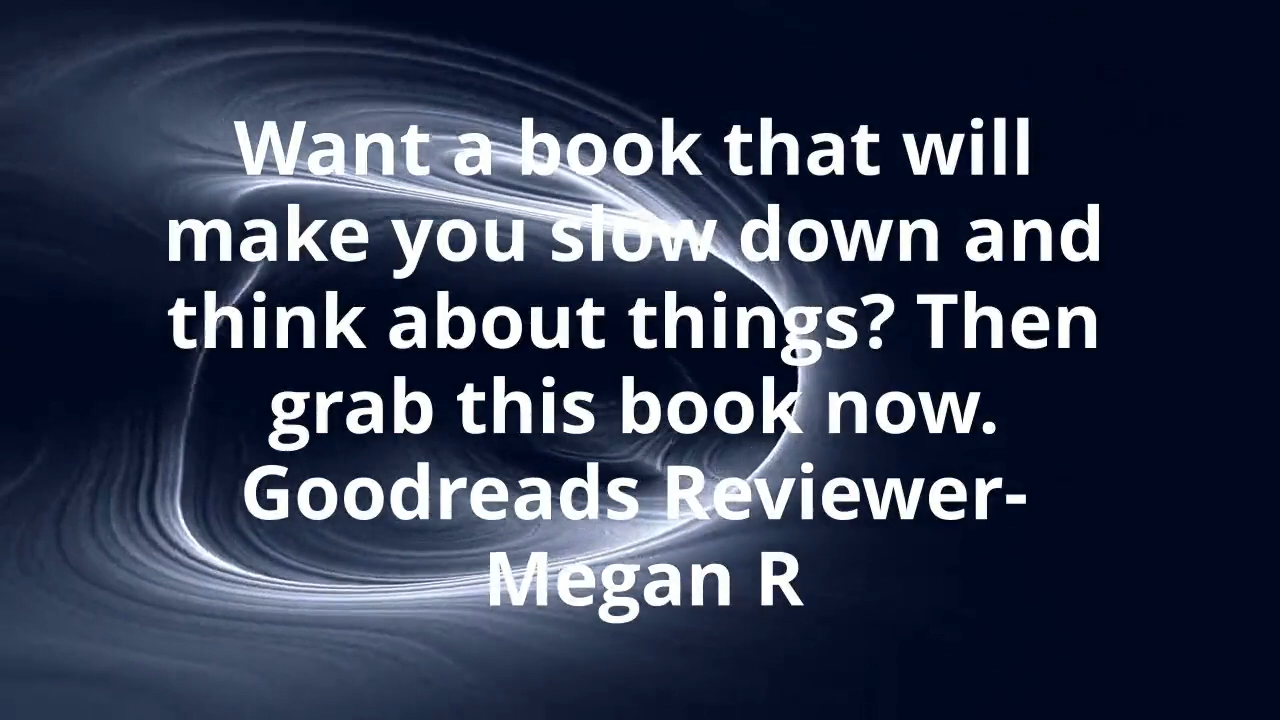 Want a book that will
make you slow down and
think about things? Then
grab this book now.
Goodreads Reviewer-
Megan R